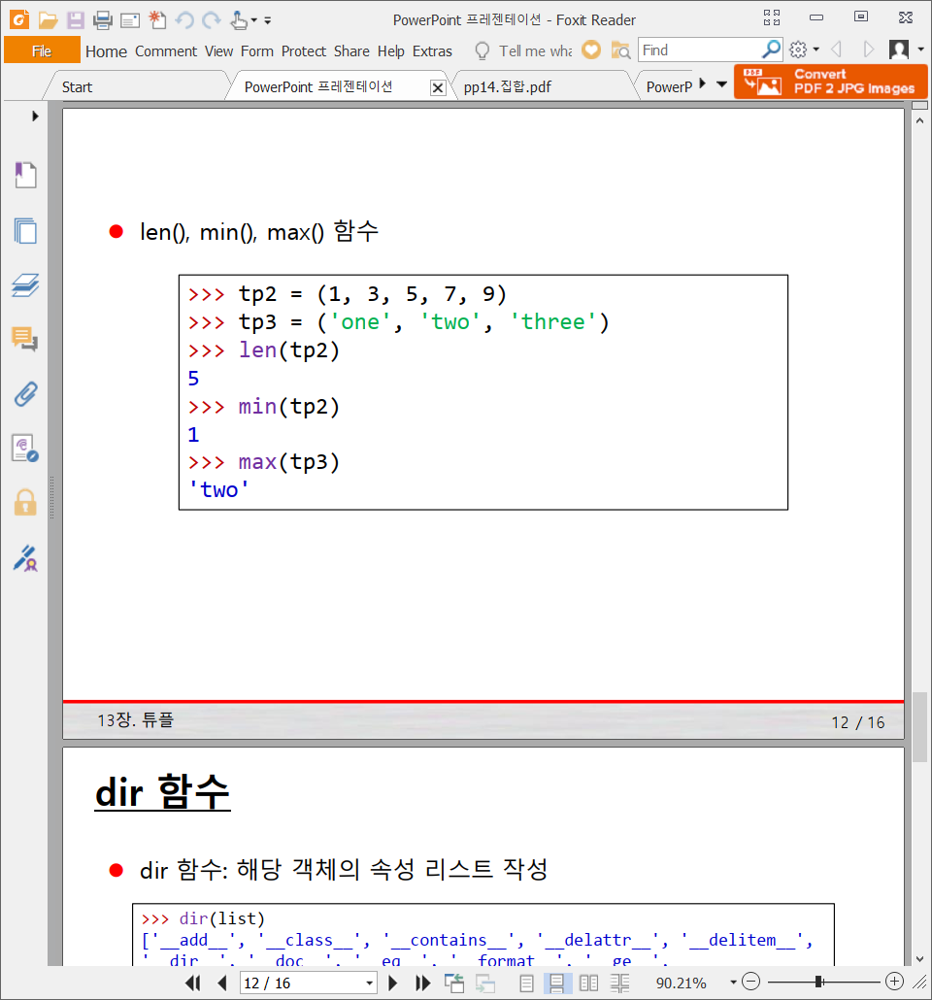 PowerPoint 프레젠테이션 - Foxit Reader
File Home Comment View Form Protect Share Help Extras Tell me Find
Start PowerPoint 프레젠테이션 pp14.집합.pdf PowerP
Convert
PDF 2 JPG Images
len(), min(), max() 함수
>>> tp2 = (1, 3, 5, 7, 9)
>>> tp3 = ('one', 'two', 'three')
>>> len(tp2)
5
>>> min(tp2)
1
>>> max(tp3)
'two'
13장. 튜플
12 / 16
dir 함수
dir 함수: 해당 객체의 속성 리스트 작성
>>> dir(list)
['__add__', '__class__', '__contains__', '__delattr__', '__delitem__',
'__dir__', '__doc__', '__eq__', '__format__', '__ge__',
12 / 16 90.21%